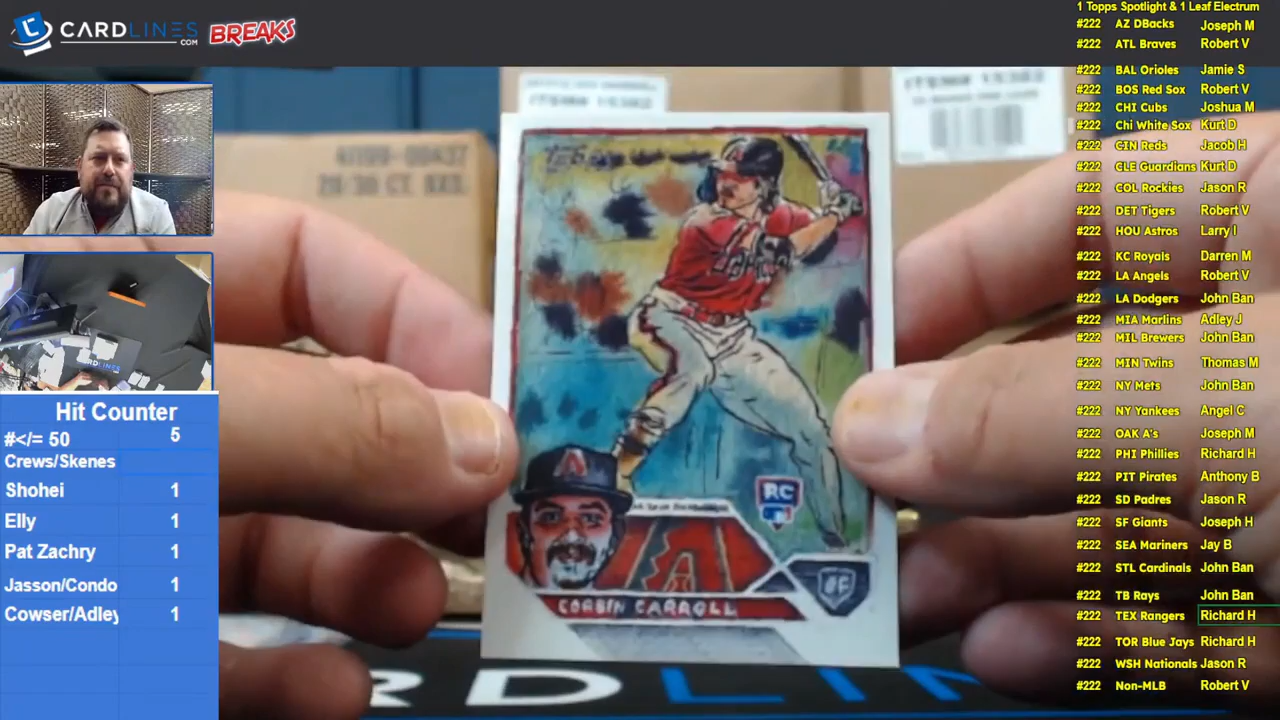 CARDLINES
.COM
BREAKS
1 Topps Spotlight & 1 Leaf Electrum
#222 AZ DBacks Joseph M
#222 ATL Braves Robert V
#222 BAL Orioles Jamie S
#222 BOS Red Sox Robert V
#222 CHI Cubs Joshua M
#222 Chi White Sox Kurt D
#222 CIN Reds Jacob H
#222 CLE Guardians Kurt D
#222 COL Rockies Jason R
#222 DET Tigers Robert V
#222 HOU Astros Larry I
#222 KC Royals Darren M
#222 LA Angels Robert V
#222 LA Dodgers John Ban
#222 MIA Marlins Adley J
#222 MIL Brewers John Ban
#222 MIN Twins Thomas M
#222 NY Mets John Ban
#222 NY Yankees Angel C
#222 OAK A's Joseph M
#222 PHI Phillies Richard H
#222 PIT Pirates Anthony B
#222 SD Padres Jason R
#222 SF Giants Joseph H
#222 SEA Mariners Jay B
#222 STL Cardinals John Ban
#222 TB Rays John Ban
#222 TEX Rangers Richard H
#222 TOR Blue Jays Richard H
#222 WSH Nationals Jason R
#222 Non-MLB Robert V
Hit Counter
#</= 50 5
Crews/Skenes
Shohei 1
Elly 1
Pat Zachry 1
Jasson/Condo 1
Cowser/Adley 1
RC
CORBIN CARROLL
OF
RDLIN